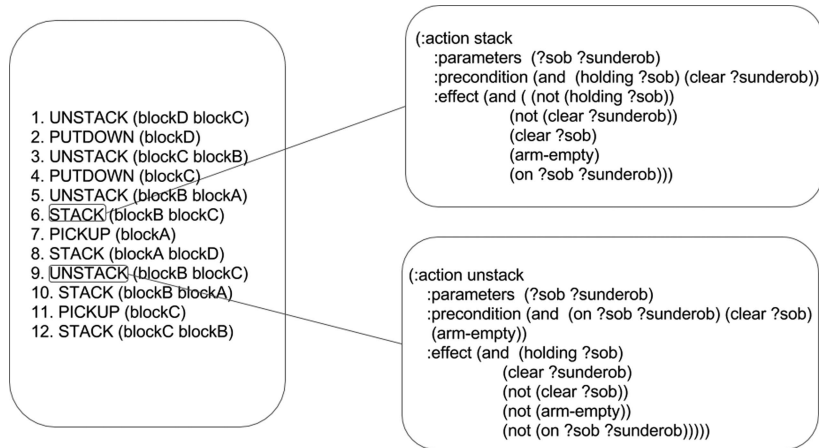 1. UNSTACK (blockD blockC)
2. PUTDOWN (blockD)
3. UNSTACK (blockC blockB)
4. PUTDOWN (blockC)
5. UNSTACK (blockB blockA)
6. STACK (blockB blockC)
7. PICKUP (blockA)
8. STACK (blockA blockD)
9. UNSTACK (blockB blockC)
10. STACK (blockB blockA)
11. PICKUP (blockC)
12. STACK (blockC blockB)
(:action stack
:parameters (?sob ?sunderob)
:precondition (and (holding ?sob) (clear ?sunderob))
:effect (and ( (not (holding ?sob))
(not (clear ?sunderob))
(clear ?sob)
(arm-empty)
(on ?sob ?sunderob)))
(:action unstack
:parameters (?sob ?sunderob)
:precondition (and (on ?sob ?sunderob) (clear ?sob)
(arm-empty))
:effect (and (holding ?sob)
(clear ?sunderob)
(not (clear ?sob))
(not (arm-empty))
(not (on ?sob ?sunderob)))))